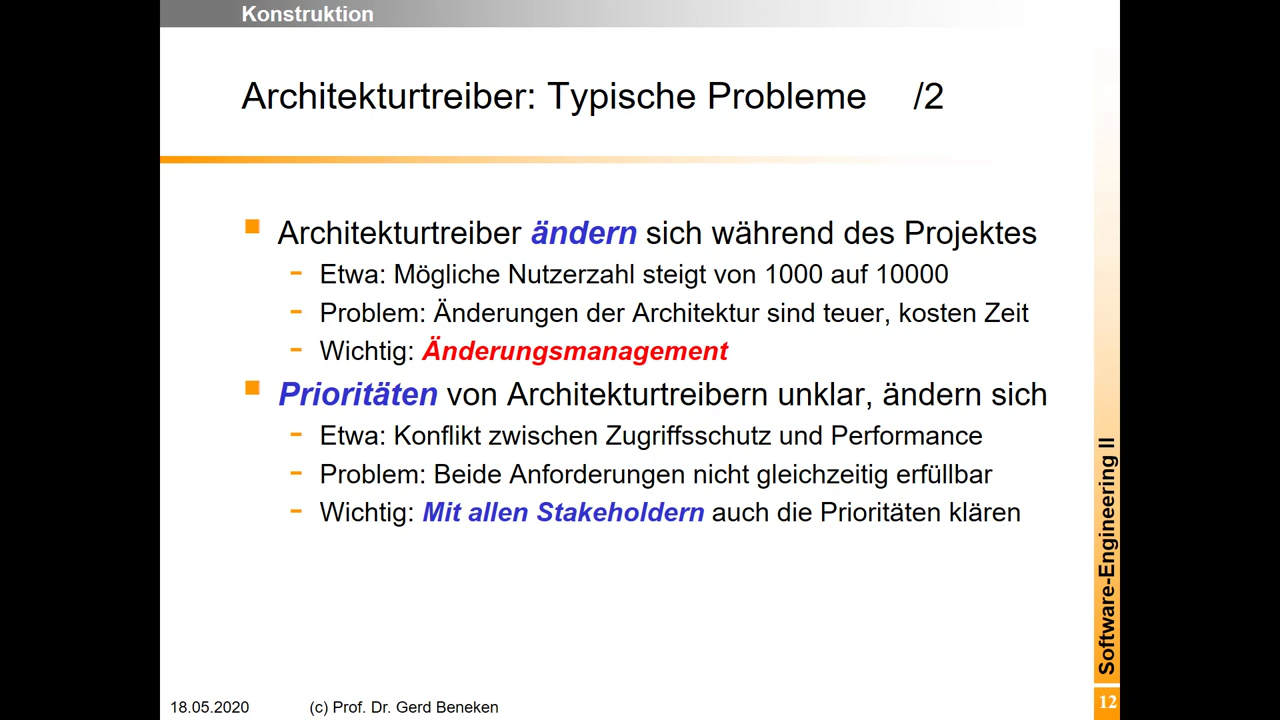 Konstruktion
Architekturtreiber: Typische Probleme /2
Architekturtreiber ändern sich während des Projektes
Etwa: Mögliche Nutzerzahl steigt von 1000 auf 10000
Problem: Änderungen der Architektur sind teuer, kosten Zeit
Wichtig: Änderungsmanagement
Prioritäten von Architekturtreibern unklar, ändern sich
Etwa: Konflikt zwischen Zugriffsschutz und Performance
Problem: Beide Anforderungen nicht gleichzeitig erfüllbar
Wichtig: Mit allen Stakeholdern auch die Prioritäten klären
Software-Engineering II
18.05.2020 (c) Prof. Dr. Gerd Beneken
12